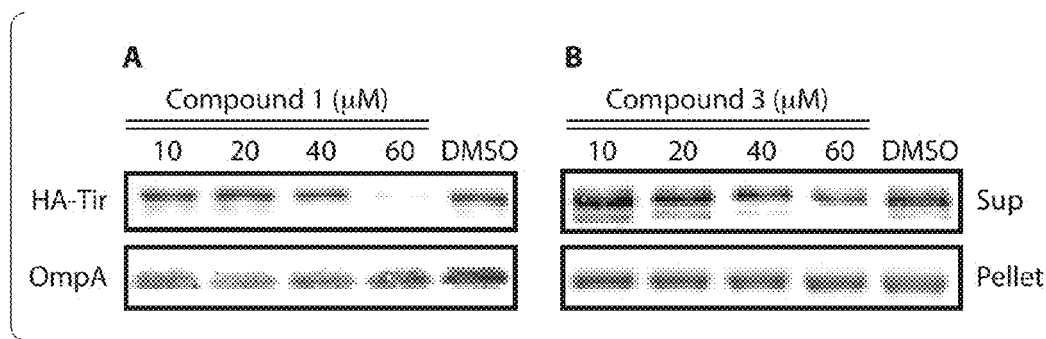 A
B
Compound 1 (μM)
Compound 3 (μM)
10 20 40 60 DMSO
10 20 40 60 DMSO
HA-Tir
Sup
OmpA
Pellet